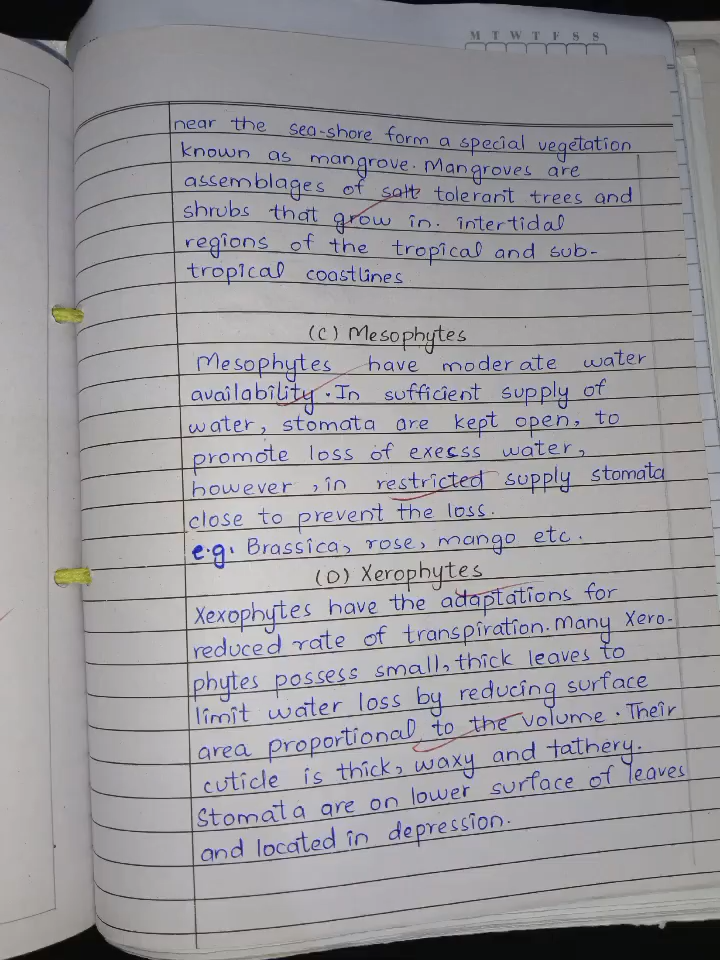 M T W T F S S
near the sea-shore form a special vegetation
known as mangrove. Mangroves are
assemblages of salt tolerant trees and
shrubs that grow in. intertidal
regions of the tropical and sub-
tropical coastlines
(C) Mesophytes
Mesophytes have moderate water
availability. In sufficient supply of
water, stomata are kept open, to
promote loss of execss water,
however, in restricted supply stomata
close to prevent the loss.
e.g. Brassica, rose, mango etc.
(D) Xerophytes
Xexophytes have the adaptations for
reduced rate of transpiration. Many Xero-
phytes possess small, thick leaves to
limit water loss by reducing surface
area proportional to the volume. Their
cuticle is thick, waxy and tathery.
Stomata are on lower surface of leaves
and located in depression.